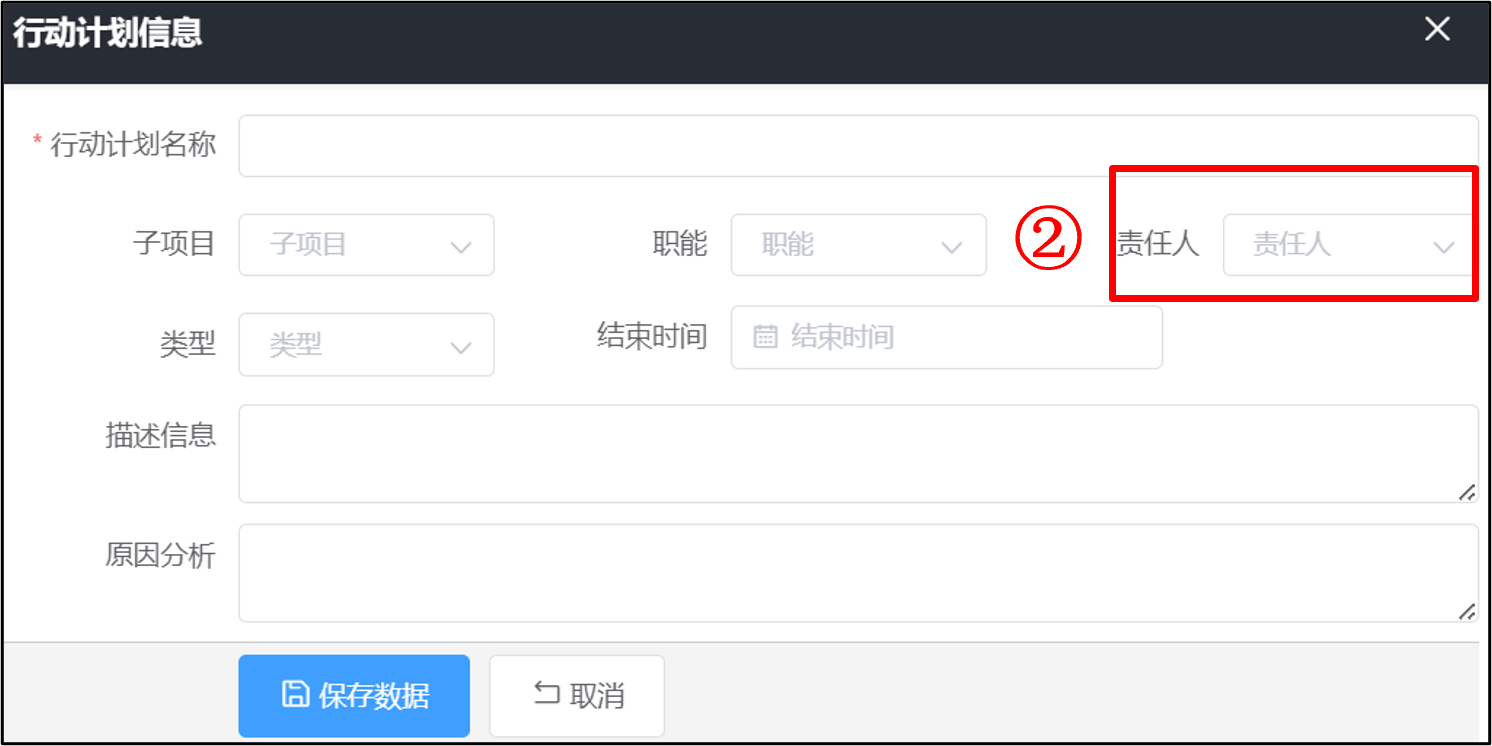 行动计划信息
* 行动计划名称
子项目 子项目 职能 职能 ② 责任人 责任人
类型 类型 结束时间 结束时间
描述信息
原因分析
保存数据 取消